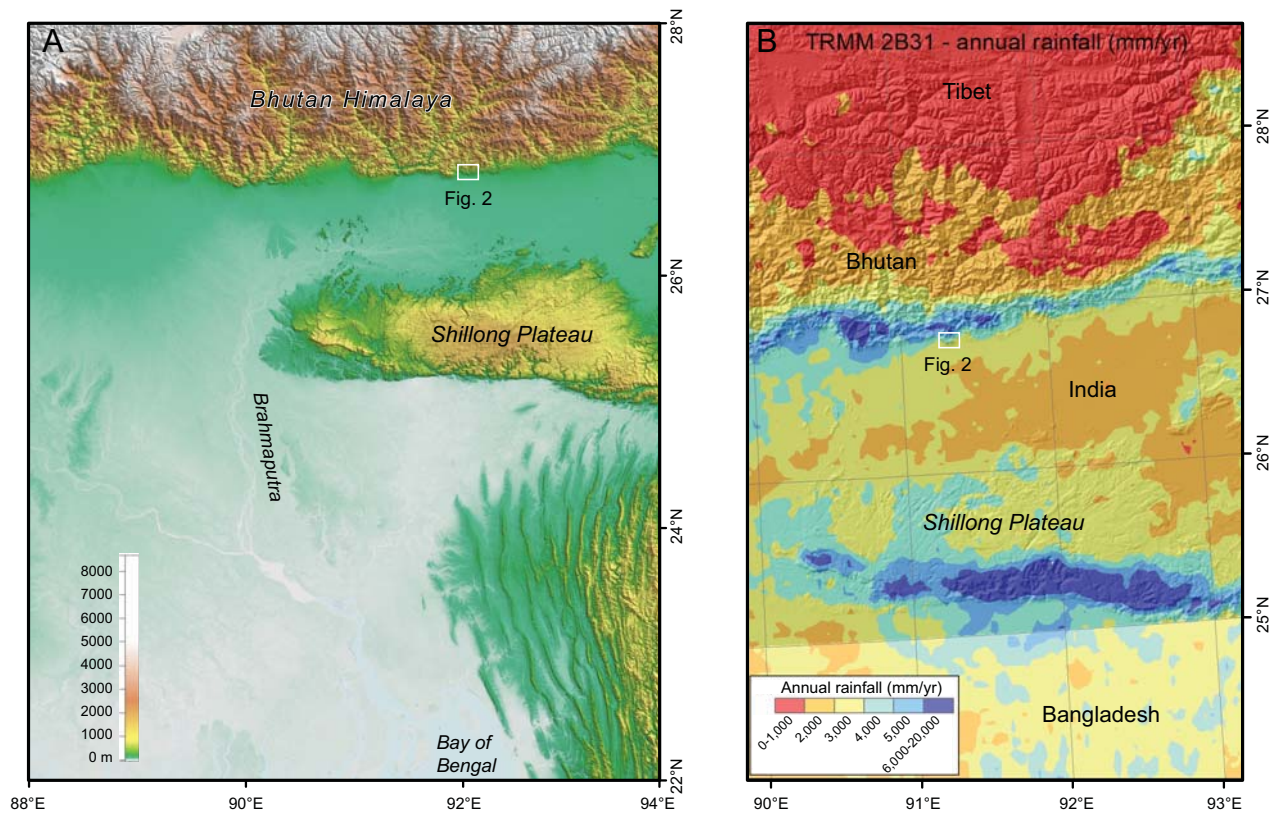 A
Bhutan Himalaya
Fig. 2
Shillong Plateau
Brahmaputra
8000
7000
6000
5000
4000
3000
2000
1000
0 m
Bay of
Bengal
28°N
26°N
24°N
22°N
88°E
90°E
92°E
94°E
B
TRMM 2B31 - annual rainfall (mm/yr)
Tibet
Bhutan
Fig. 2
India
Shillong Plateau
Bangladesh
Annual rainfall (mm/yr)
0-1,000
2,000
3,000
4,000
5,000
6,000-20,000
28°N
27°N
26°N
25°N
90°E
91°E
92°E
93°E